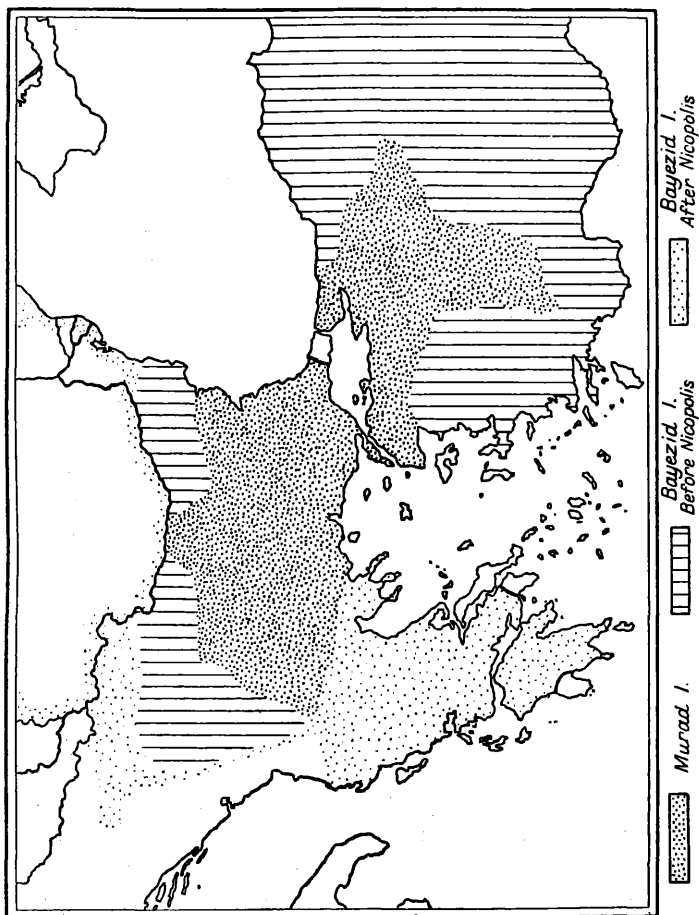 Murad I.
Bayezid I.
Before Nicopolis
Bayezid I.
After Nicopolis